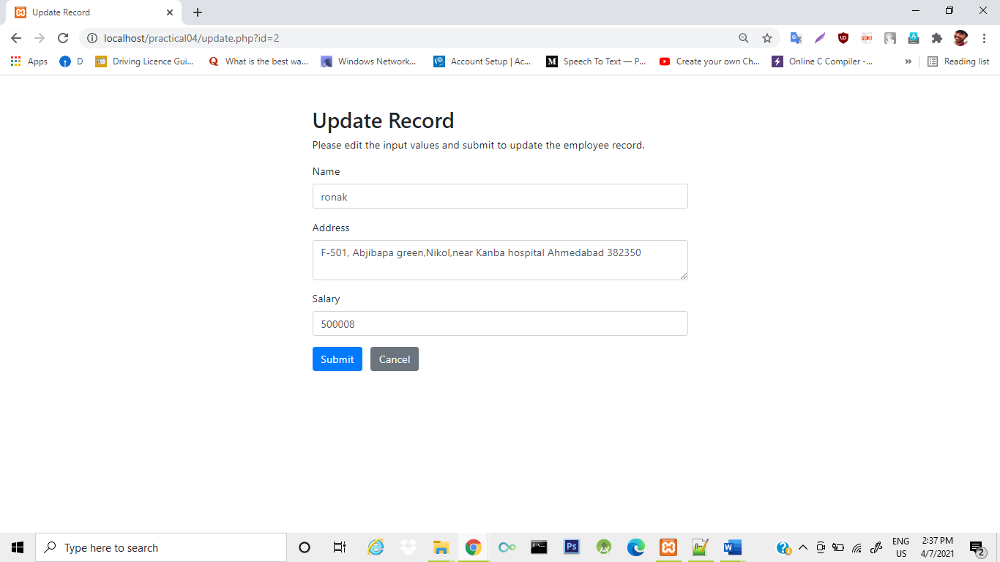 Update Record
localhost/practical04/update.php?id=2
Apps
D
Driving Licence Gui...
Q
What is the best wa...
Windows Network...
Account Setup | Ac...
M
Speech To Text — P...
Create your own Ch...
Online C Compiler -...
»
Reading list
Update Record
Please edit the input values and submit to update the employee record.
Name
ronak
Address
F-501, Abjibapa green,Nikol,near Kanba hospital Ahmedabad 382350
Salary
500008
Submit
Cancel
Type here to search
Ps
W
ENG
US
2:37 PM
4/7/2021
2